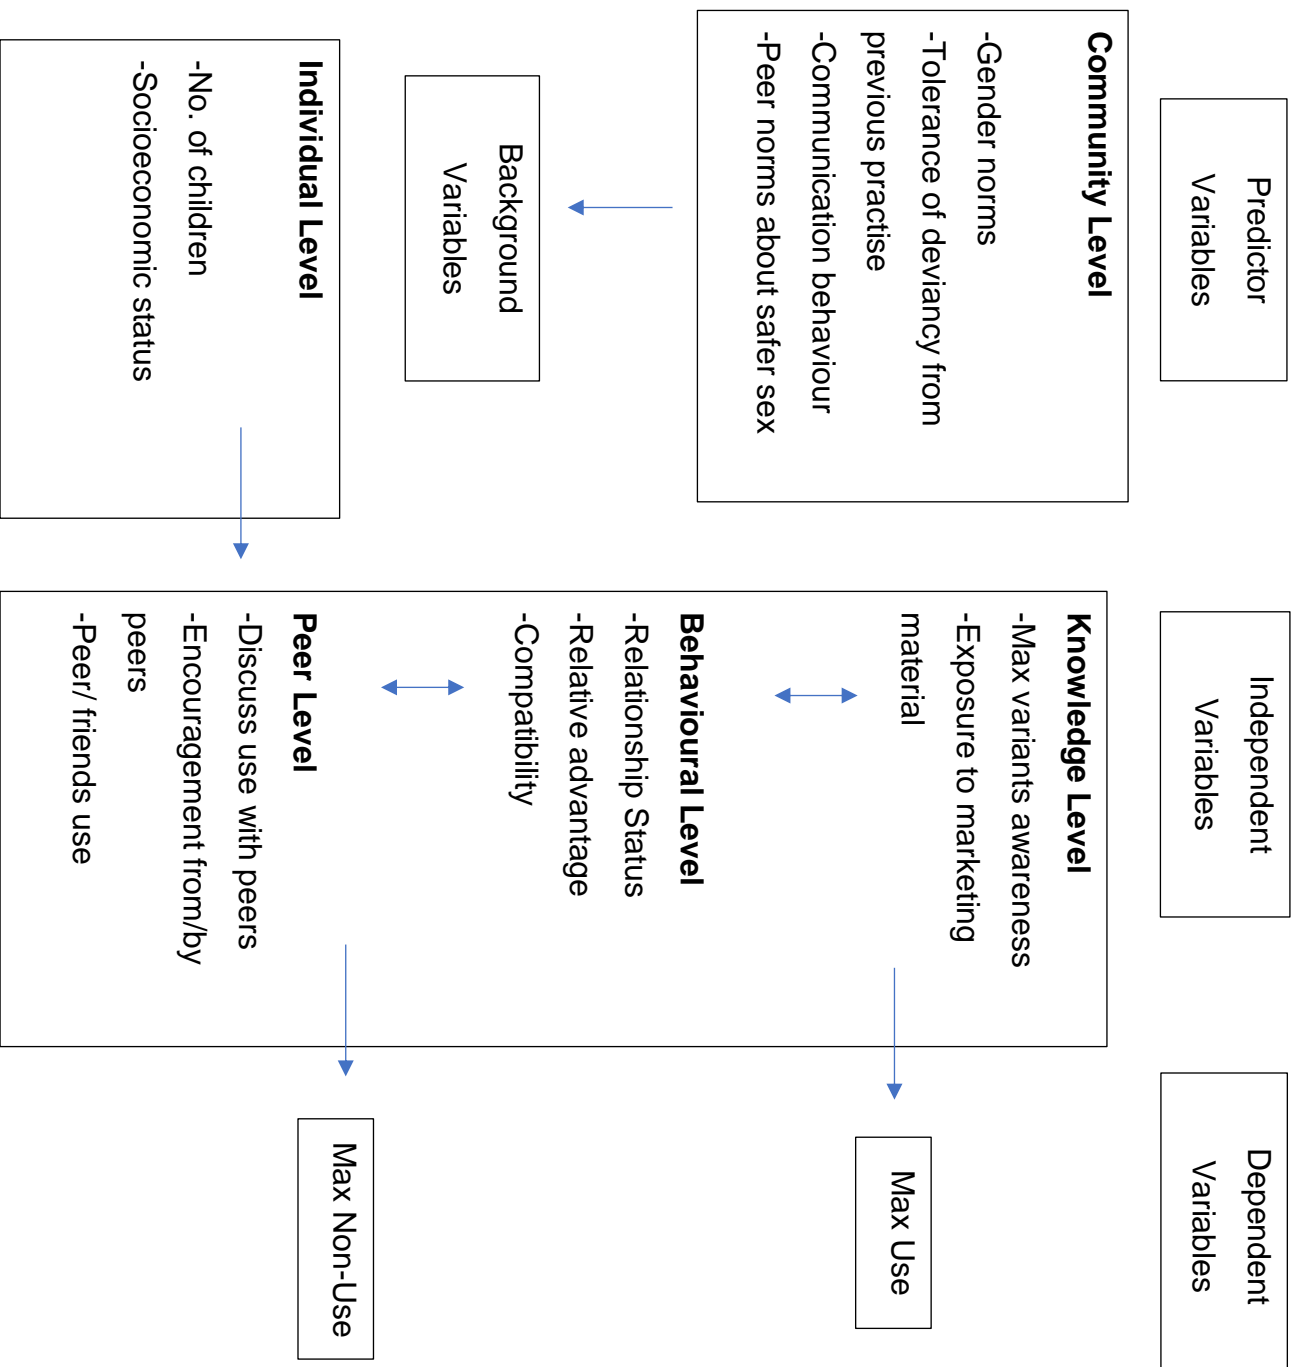 Predictor
Variables
Community Level
-Gender norms
-Tolerance of deviancy from
previous practise
-Communication behaviour
-Peer norms about safer sex
Background
Variables
Individual Level
-No. of children
-Socioeconomic status
Independent
Variables
Knowledge Level
-Max variants awareness
-Exposure to marketing
material
Behavioural Level
-Relationship Status
-Relative advantage
-Compatibility
Peer Level
-Discuss use with peers
-Encouragement from/by
peers
-Peer/ friends use
Dependent
Variables
Max Use
Max Non-Use